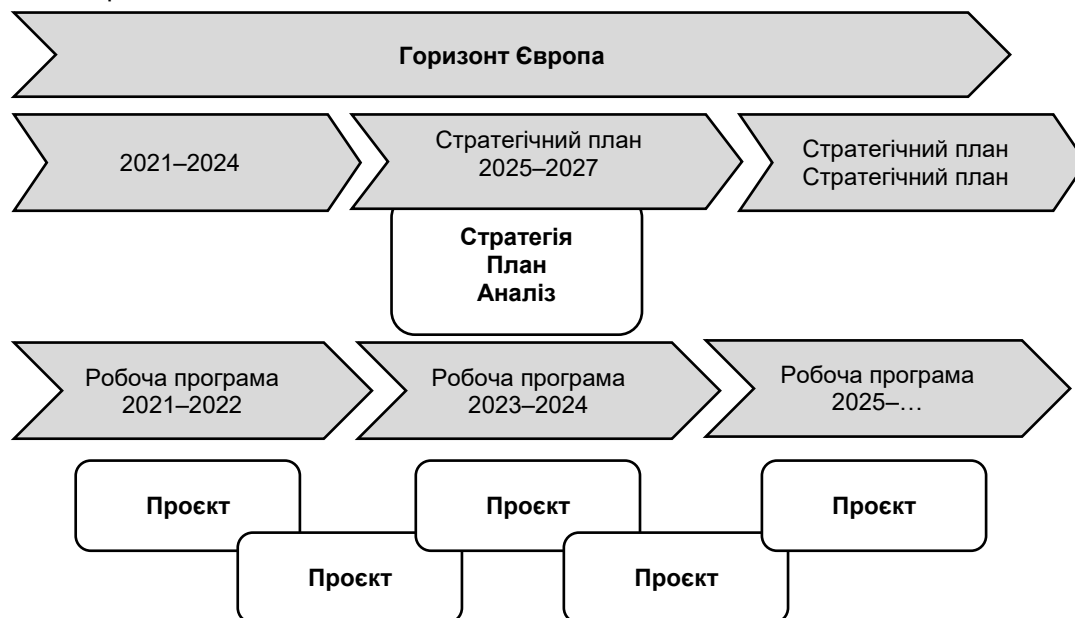 Горизонт Європа
2021–2024
Стратегічний план
2025–2027
Стратегічний план
Стратегічний план
Стратегія
План
Аналіз
Робоча програма
2021–2022
Робоча програма
2023–2024
Робоча програма
2025–…
Проєкт
Проєкт
Проєкт
Проєкт
Проєкт